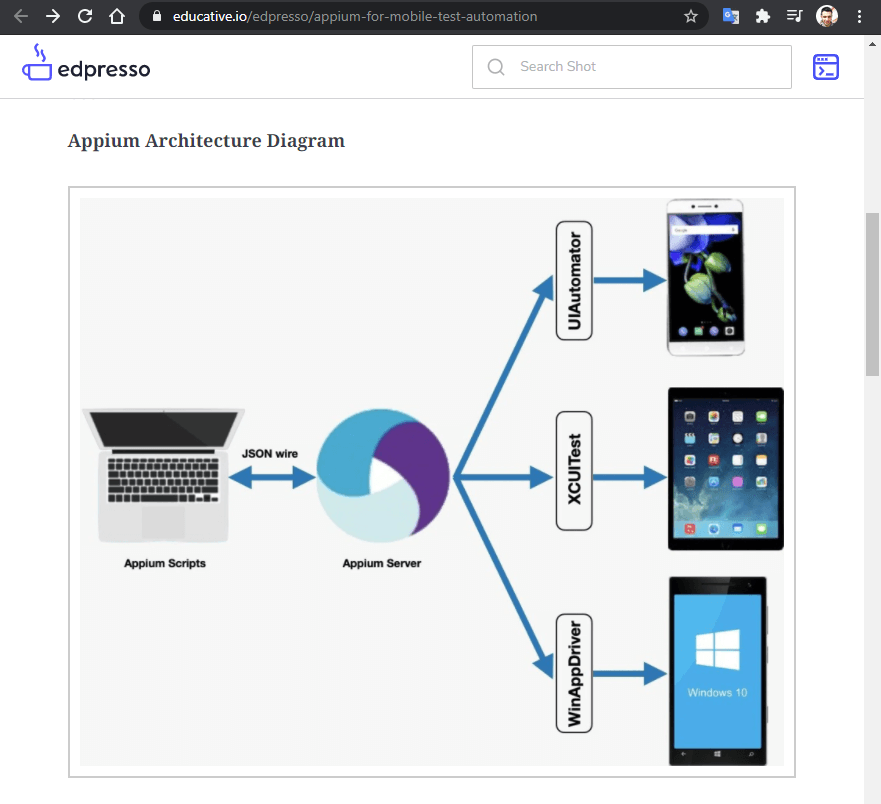 educative.io/edpresso/appium-for-mobile-test-automation
edpresso
Search Shot
Appium Architecture Diagram
UIAutomator
JSON wire
XCUITest
Appium Scripts
Appium Server
WinAppDriver
Windows 10